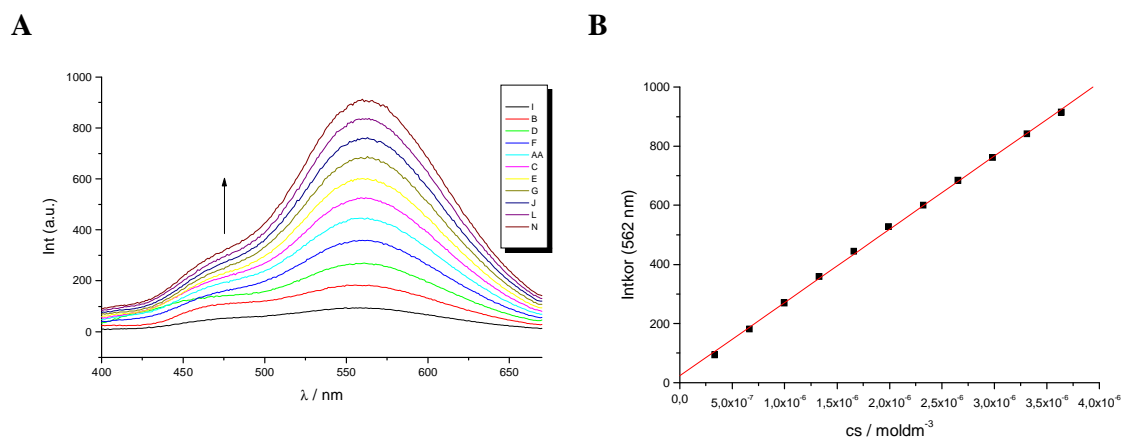 A
B
Int (a.u.)
1000
800
600
400
200
0
400
450
500
550
600
650
λ / nm
I
B
D
F
AA
C
E
G
J
L
N
Intkor (562 nm)
1000
800
600
400
200
0
0,0
5,0x10⁻⁷
1,0x10⁻⁶
1,5x10⁻⁶
2,0x10⁻⁶
2,5x10⁻⁶
3,0x10⁻⁶
3,5x10⁻⁶
4,0x10⁻⁶
cs / moldm⁻³